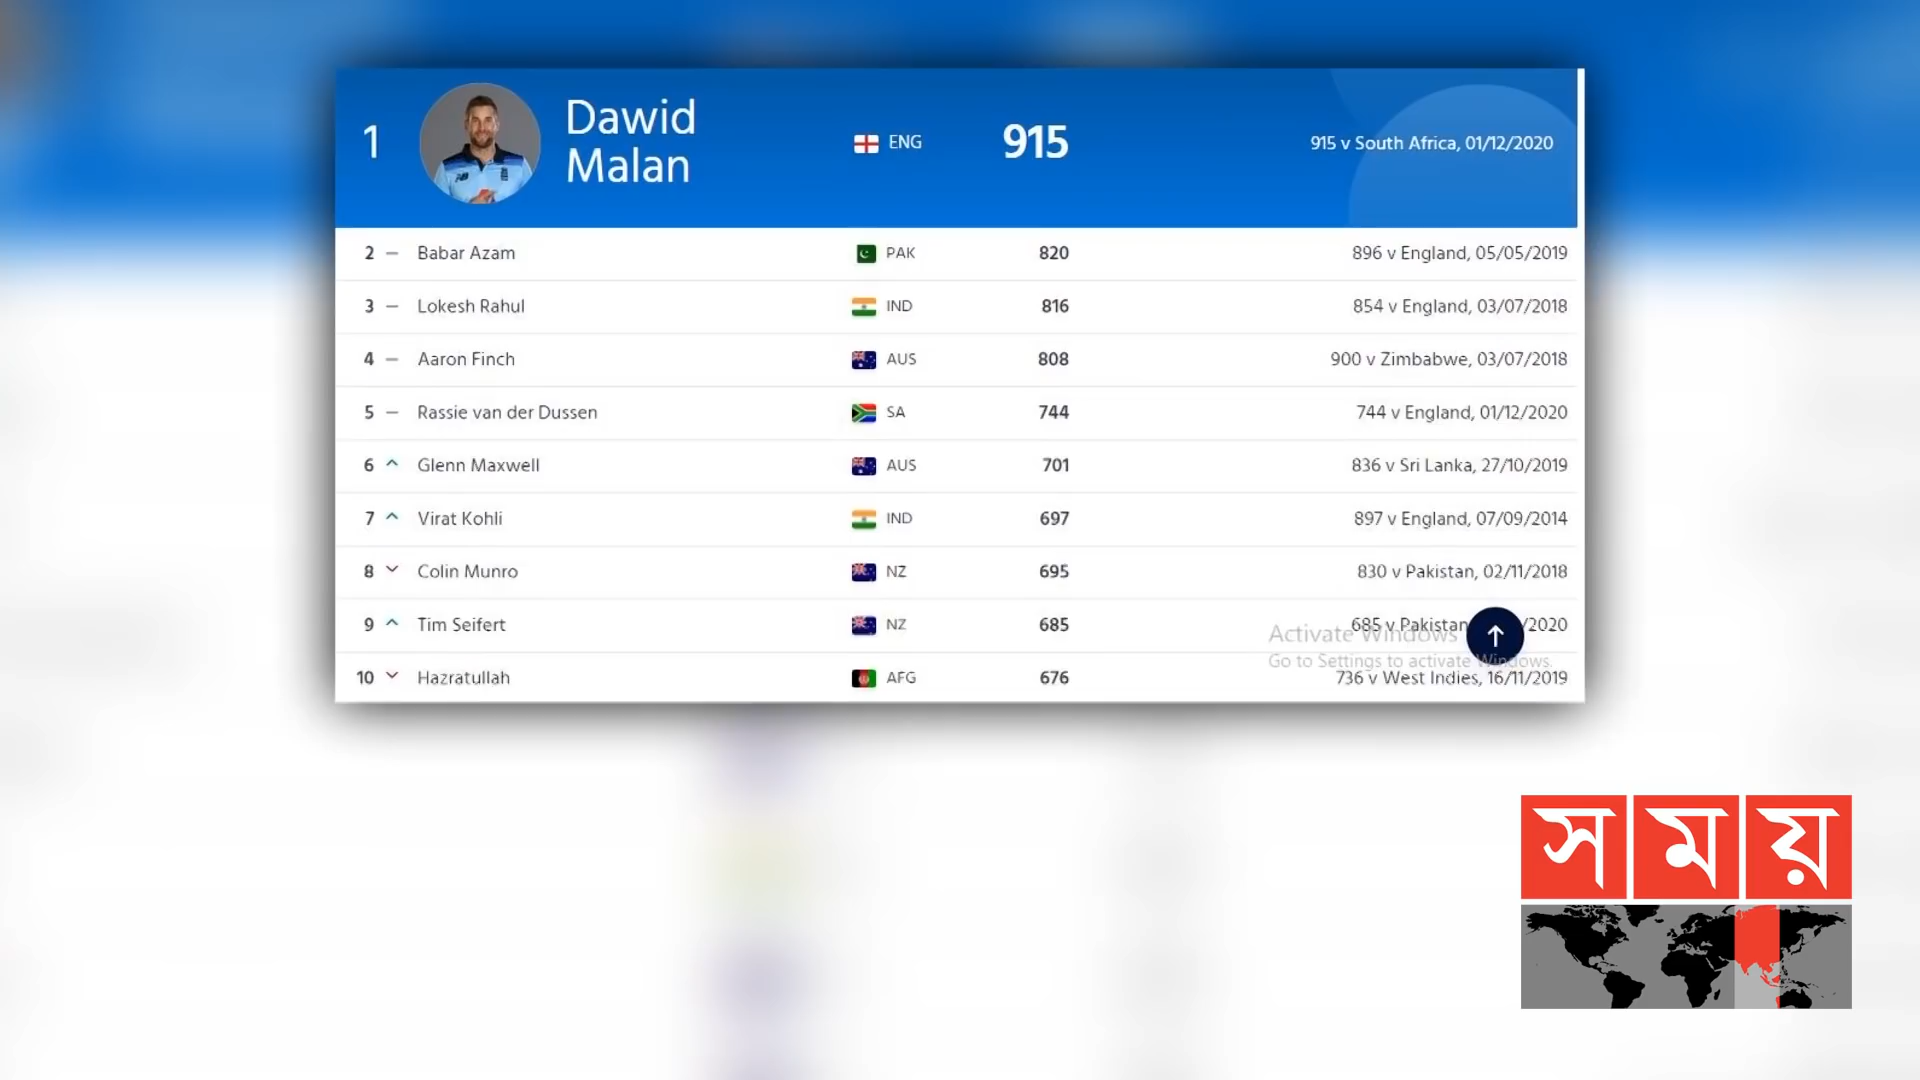 1 Dawid Malan ENG 915 915 v South Africa, 01/12/2020
2 – Babar Azam PAK 820 896 v England, 05/05/2019
3 – Lokesh Rahul IND 816 854 v England, 03/07/2018
4 – Aaron Finch AUS 808 900 v Zimbabwe, 03/07/2018
5 – Rassie van der Dussen SA 744 744 v England, 01/12/2020
6 Glenn Maxwell AUS 701 836 v Sri Lanka, 27/10/2019
7 Virat Kohli IND 697 897 v England, 07/09/2014
8 Colin Munro NZ 695 830 v Pakistan, 02/11/2018
9 Tim Seifert NZ 685 685 v Pakistan /2020
Activate Windows
Go to Settings to activate Windows.
10 Hazratullah AFG 676 736 v West Indies, 16/11/2019
সময়